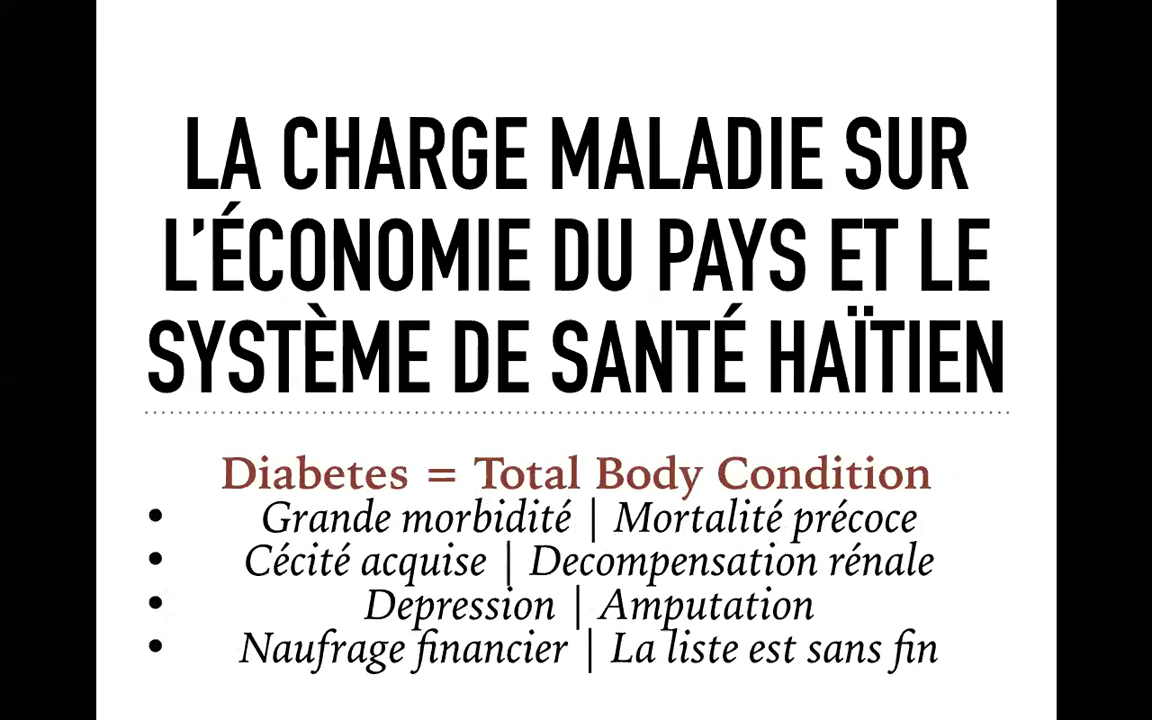 LA CHARGE MALADIE SUR
L'ÉCONOMIE DU PAYS ET LE
SYSTÈME DE SANTÉ HAÏTIEN
Diabetes = Total Body Condition
• Grande morbidité | Mortalité précoce
• Cécité acquise | Decompensation rénale
• Depression | Amputation
• Naufrage financier | La liste est sans fin